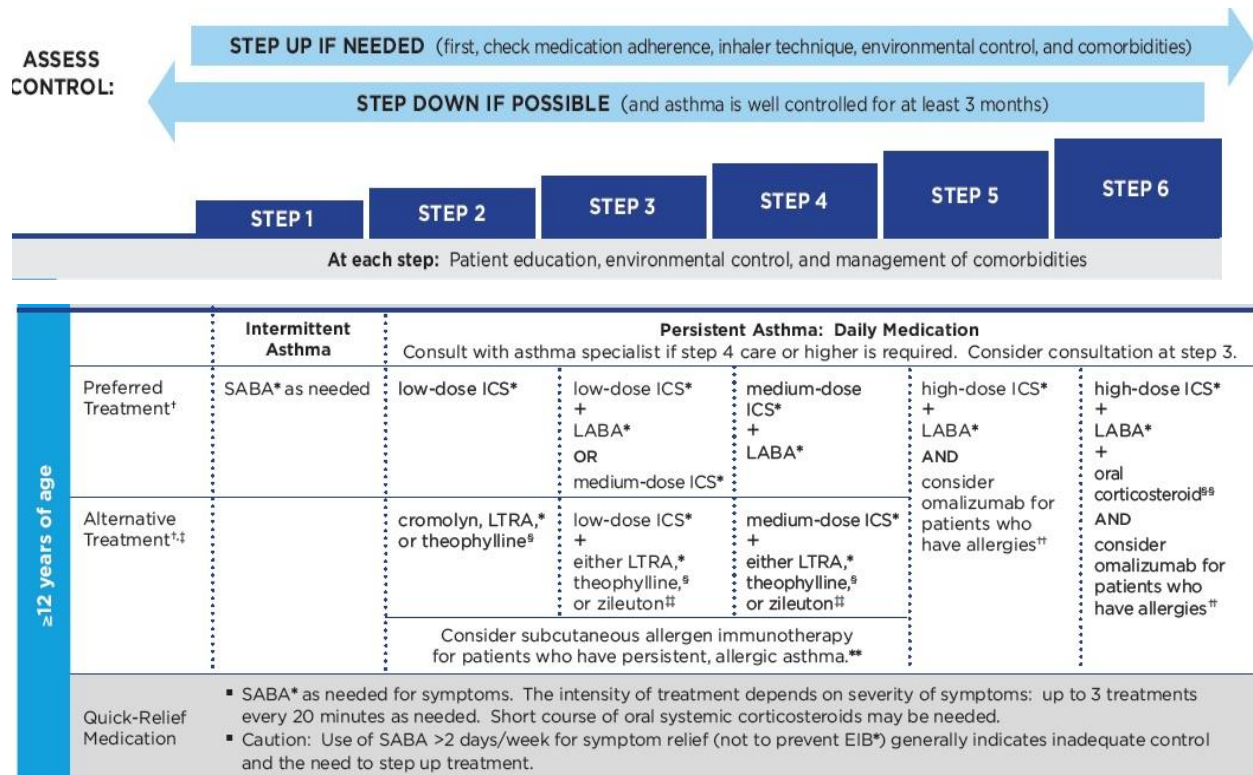 STEP UP IF NEEDED (first, check medication adherence, inhaler technique, environmental control, and comorbidities)
ASSESS
CONTROL:
STEP DOWN IF POSSIBLE (and asthma is well controlled for at least 3 months)
STEP 1
STEP 2
STEP 3
STEP 4
STEP 5
STEP 6
At each step: Patient education, environmental control, and management of comorbidities
≥12 years of age
Intermittent
Asthma
Persistent Asthma: Daily Medication
Consult with asthma specialist if step 4 care or higher is required. Consider consultation at step 3.
Preferred
Treatment†
SABA* as needed
low-dose ICS*
low-dose ICS*
+
LABA*
OR
medium-dose ICS*
medium-dose
ICS*
+
LABA*
high-dose ICS*
+
LABA*
AND
consider
omalizumab for
patients who
have allergies††
high-dose ICS*
+
LABA*
+
oral
corticosteroid§§
AND
consider
omalizumab for
patients who
have allergies††
Alternative
Treatment†,‡
cromolyn, LTRA,*
or theophylline§
low-dose ICS*
+
either LTRA,*
theophylline,§
or zileuton‡‡
medium-dose ICS*
+
either LTRA,*
theophylline,§
or zileuton‡‡
Consider subcutaneous allergen immunotherapy
for patients who have persistent, allergic asthma.**
Quick-Relief
Medication
▪ SABA* as needed for symptoms. The intensity of treatment depends on severity of symptoms: up to 3 treatments
every 20 minutes as needed. Short course of oral systemic corticosteroids may be needed.
▪ Caution: Use of SABA >2 days/week for symptom relief (not to prevent EIB*) generally indicates inadequate control
and the need to step up treatment.